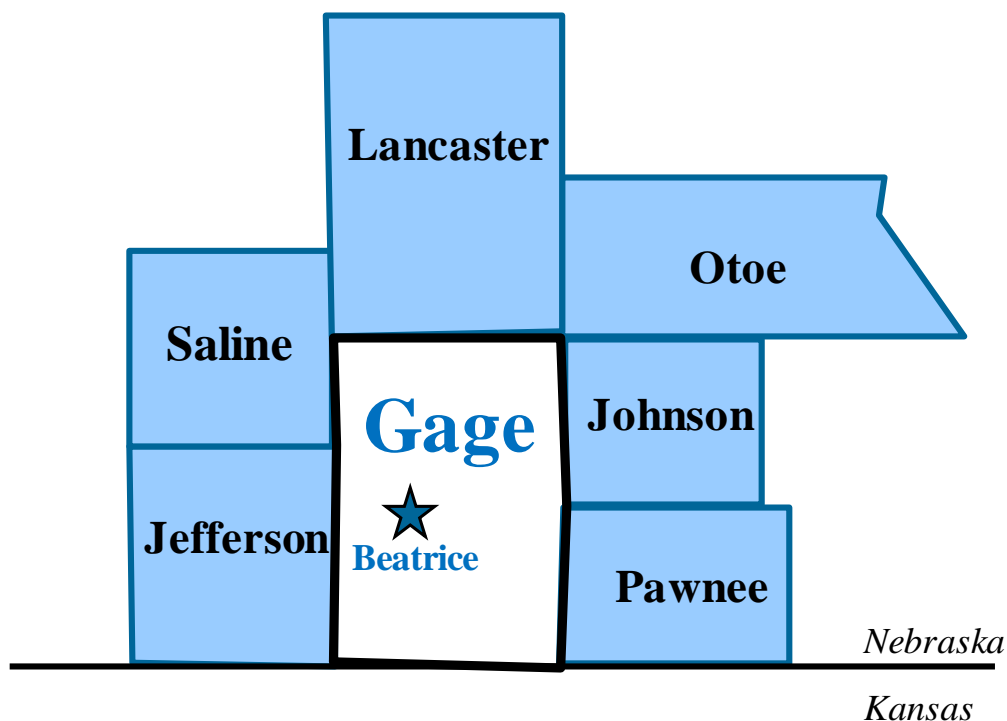 Lancaster
Otoe
Saline
Gage
Johnson
Jefferson
Beatrice
Pawnee
Nebraska
Kansas